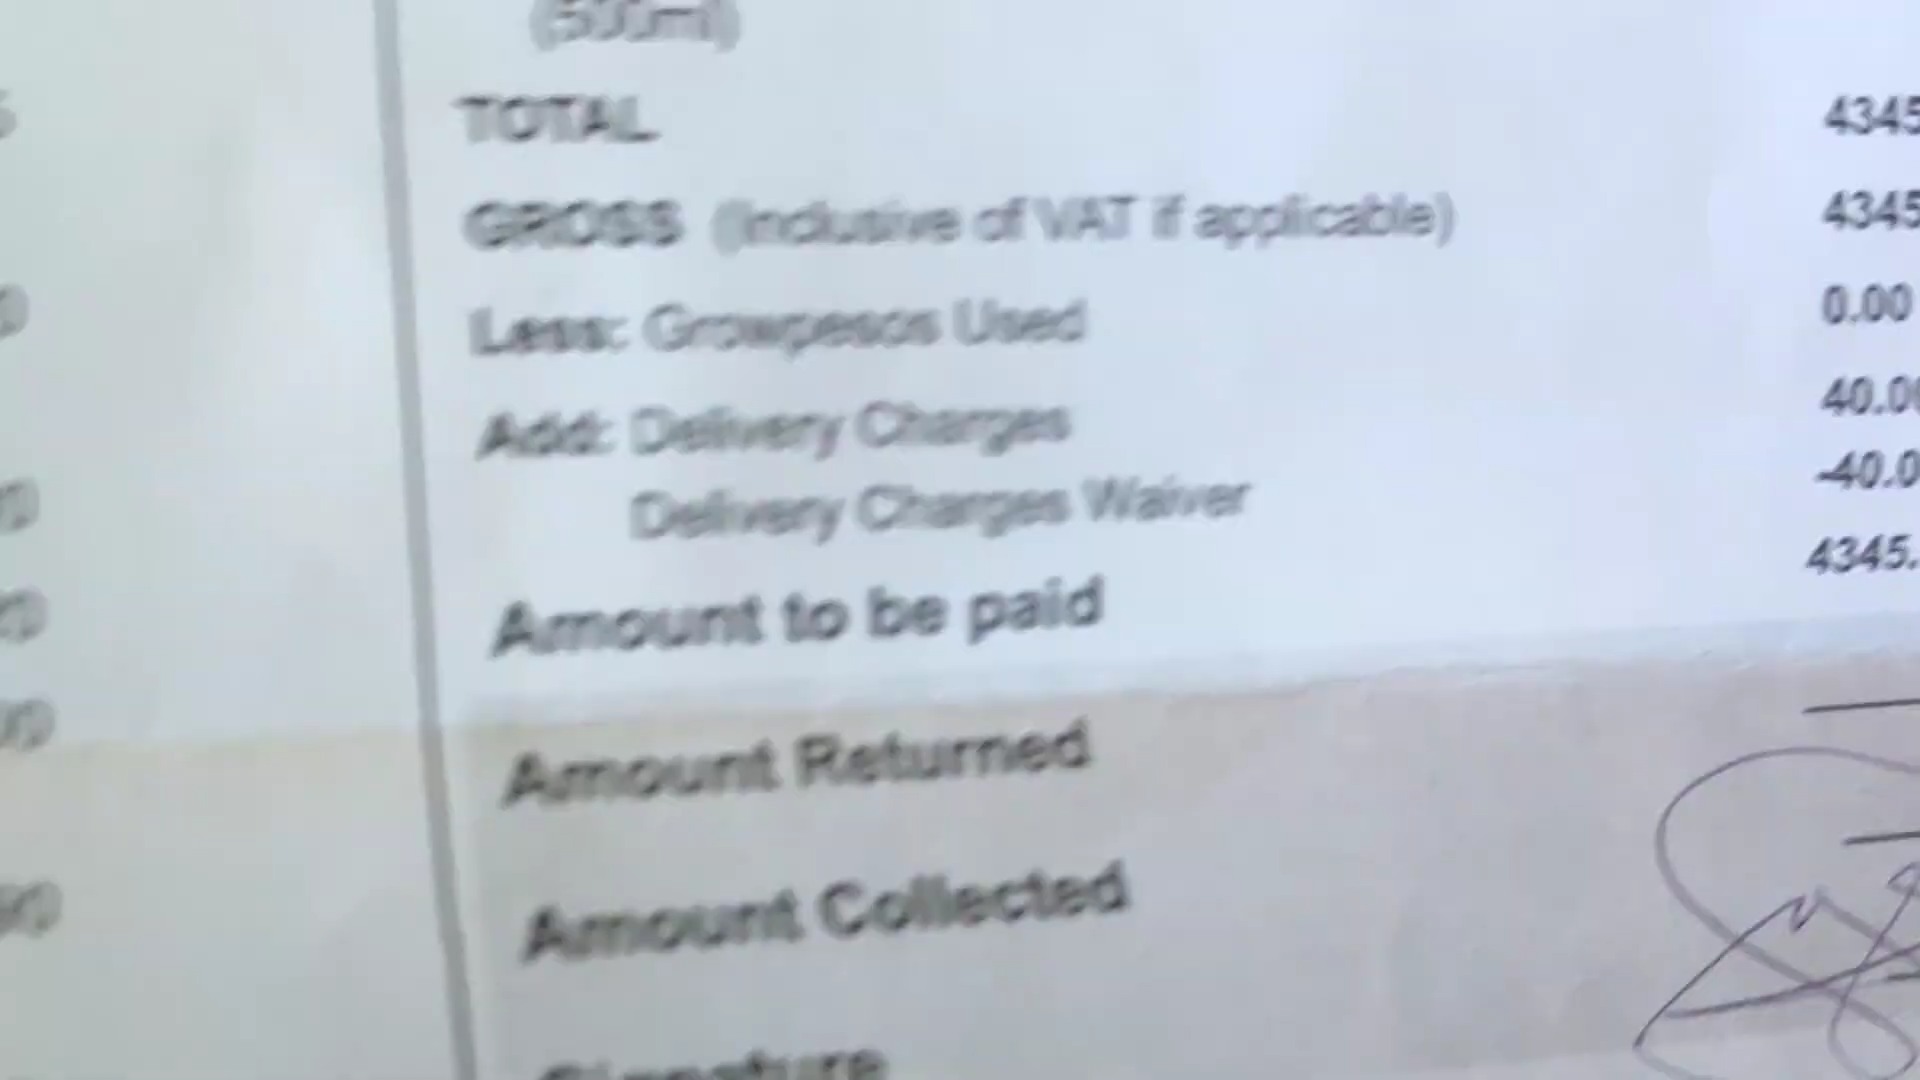 (500ml)
TOTAL 4345
GROSS (Inclusive of VAT if applicable) 4345
Less: Growpesos Used 0.00
Add: Delivery Charges 40.00
Delivery Charges Waiver -40.0
Amount to be paid 4345.
Amount Returned
Amount Collected
Signature